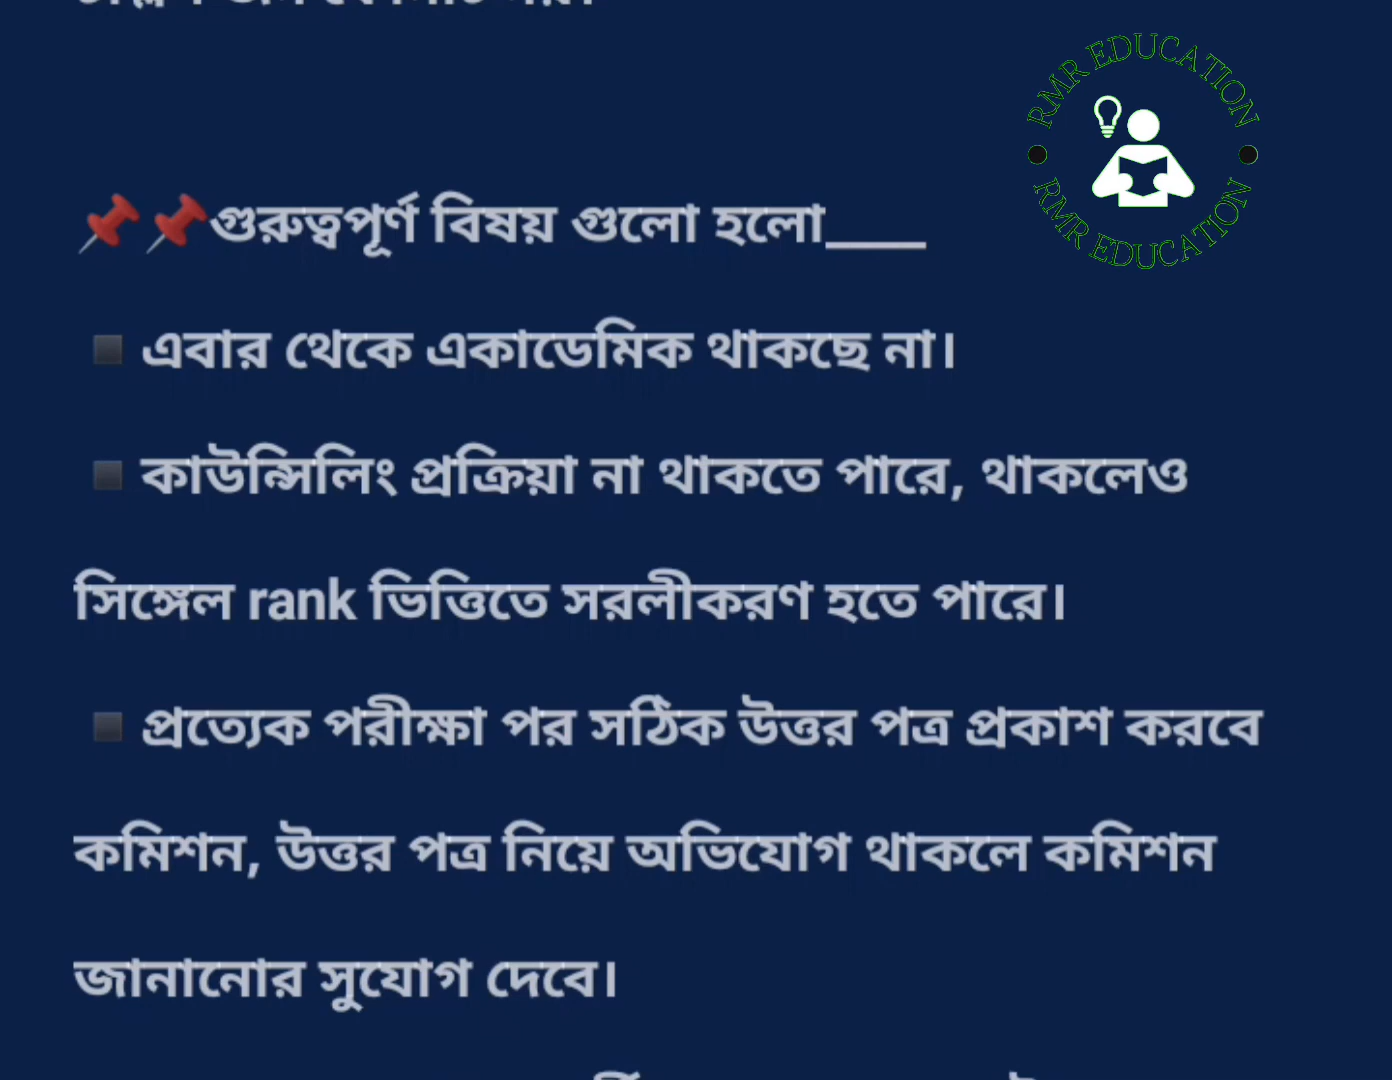 RMR EDUCATION
RMR EDUCATION
📌📌গুরুত্বপূর্ণ বিষয় গুলো হলো____
▪️এবার থেকে একাডেমিক থাকছে না।
▪️কাউন্সিলিং প্রক্রিয়া না থাকতে পারে, থাকলেও
সিঙ্গেল rank ভিত্তিতে সরলীকরণ হতে পারে।
▪️প্রত্যেক পরীক্ষা পর সঠিক উত্তর পত্র প্রকাশ করবে
কমিশন, উত্তর পত্র নিয়ে অভিযোগ থাকলে কমিশন
জানানোর সুযোগ দেবে।